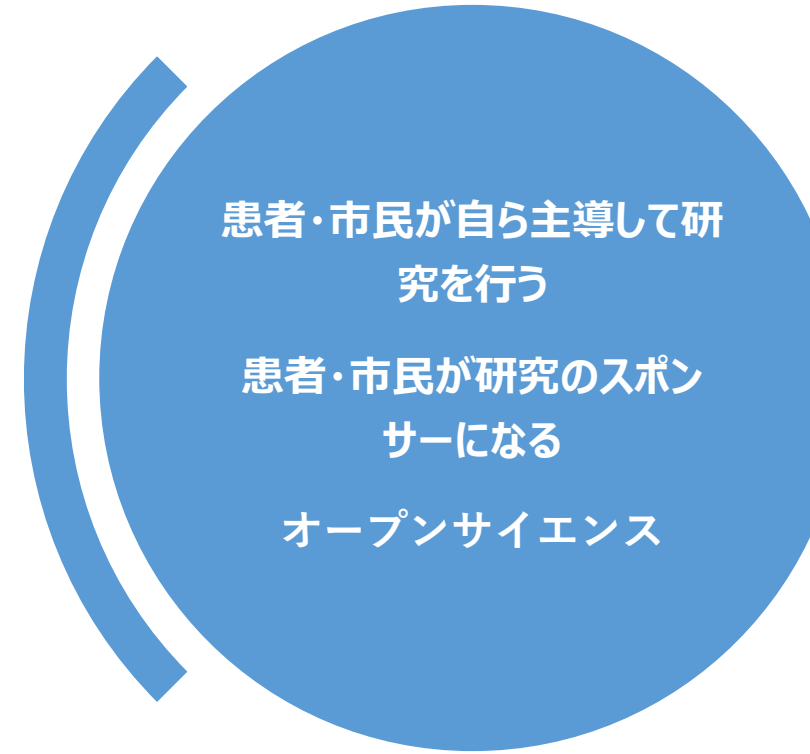 患者・市民が自ら主導して研
究を行う
患者・市民が研究のスポン
サーになる
オープンサイエンス